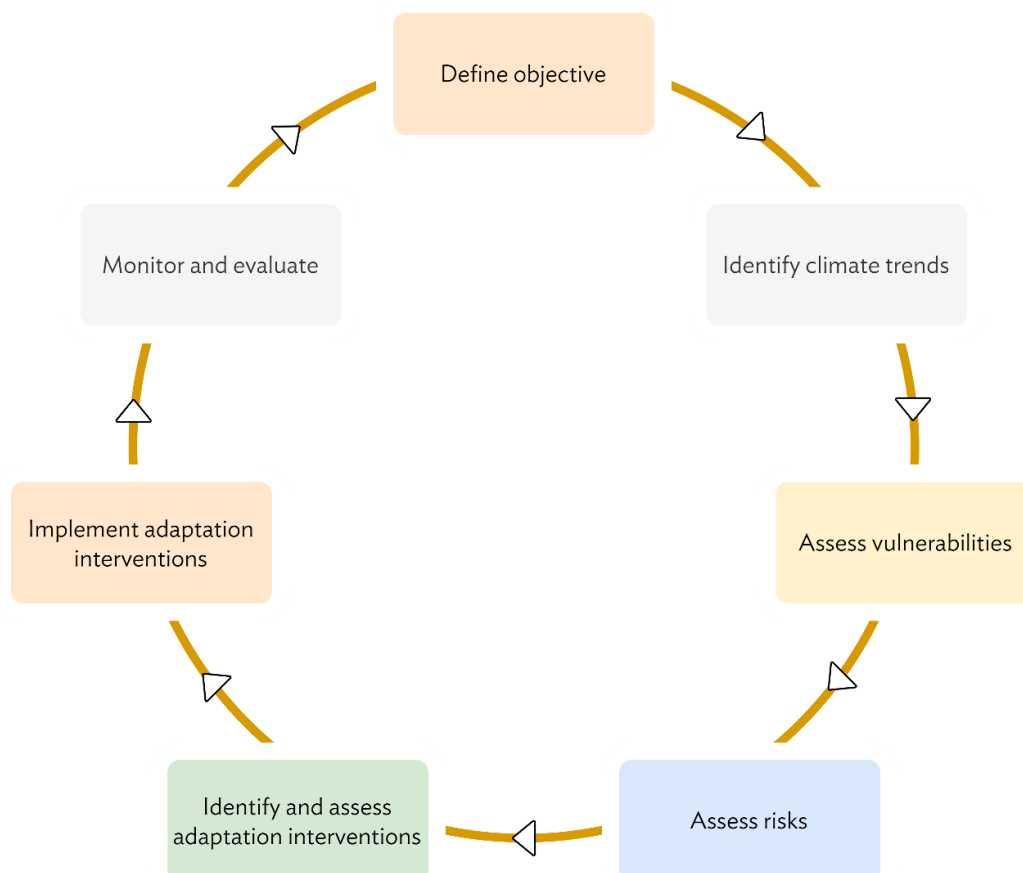 Define objective
Monitor and evaluate
Identify climate trends
Implement adaptation
interventions
Assess vulnerabilities
Identify and assess
adaptation interventions
Assess risks